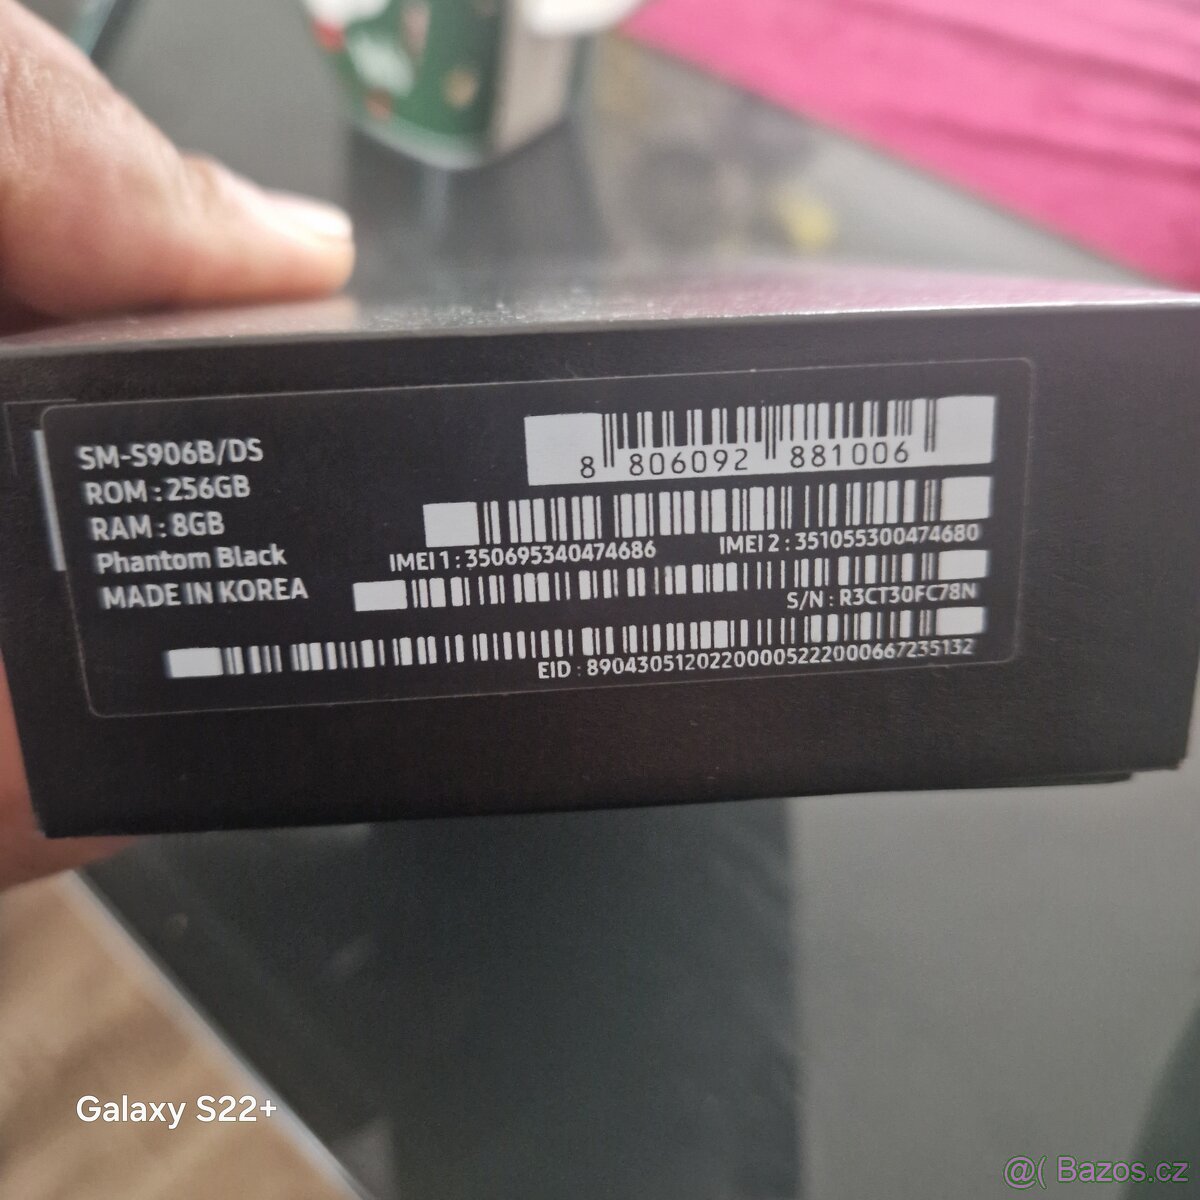 SM-S906B/DS
ROM : 256GB
RAM : 8GB
Phantom Black
MADE IN KOREA
8 806092 881006
IMEI 1 : 350695340474686
IMEI 2 : 351055300474680
S/N : R3CT30FC78N
EID : 89043051202200005222000667235132
Galaxy S22+
@( Bazos.cz